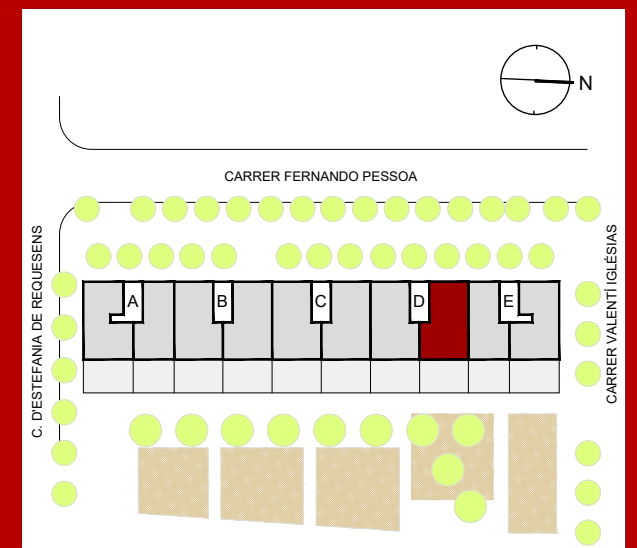 N
CARRER FERNANDO PESSOA
C. D'ESTEFANIA DE REQUESENS
CARRER VALENTÍ IGLÉSIAS
A
B
C
D
E